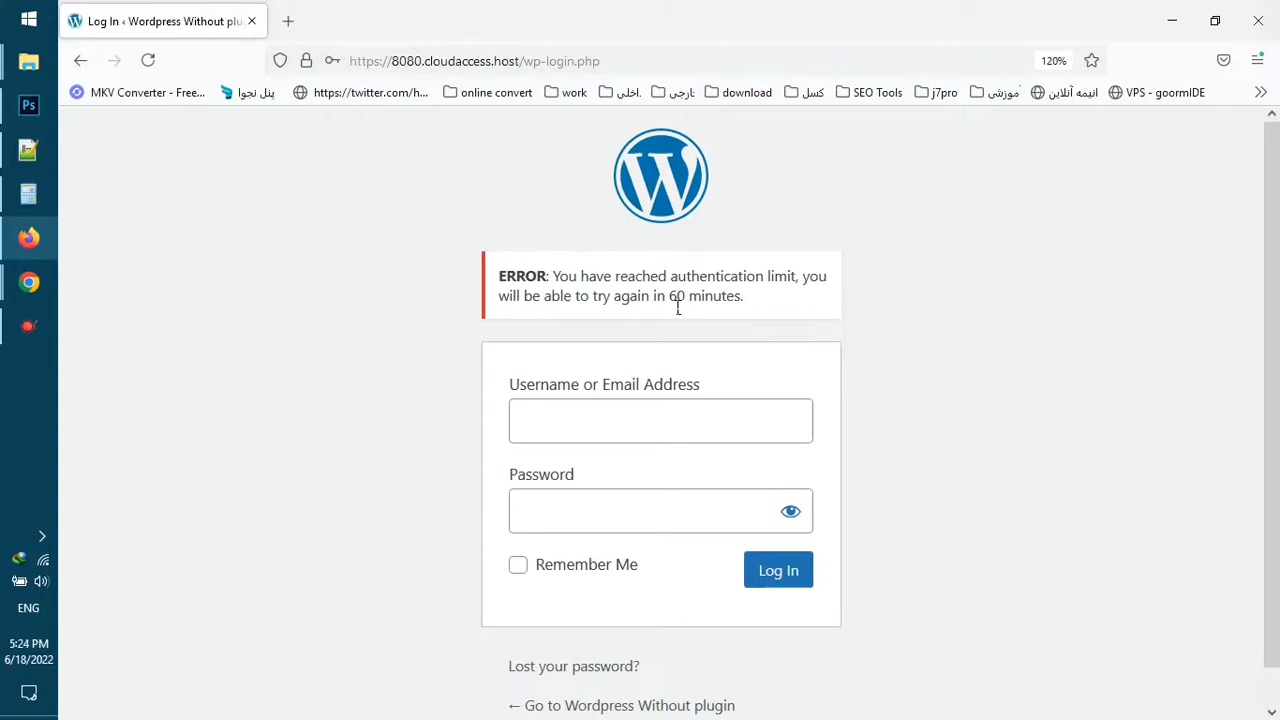 Log In ‹ Wordpress Without plu
https://8080.cloudaccess.host/wp-login.php
120%
MKV Converter - Free...
پنل نجوا
https://twitter.com/h...
online convert
work
download
کسل
SEO Tools
j7pro
انیمه آنلاین
VPS - goormIDE
Ps
W
ERROR: You have reached authentication limit, you
will be able to try again in 60 minutes.
Username or Email Address
Password
Remember Me
Log In
Lost your password?
← Go to Wordpress Without plugin
ENG
5:24 PM
6/18/2022